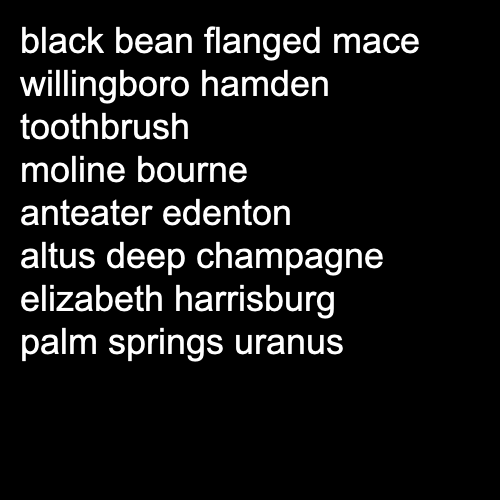 black bean flanged mace
willingboro hamden
toothbrush
moline bourne
anteater edenton
altus deep champagne
elizabeth harrisburg
palm springs uranus